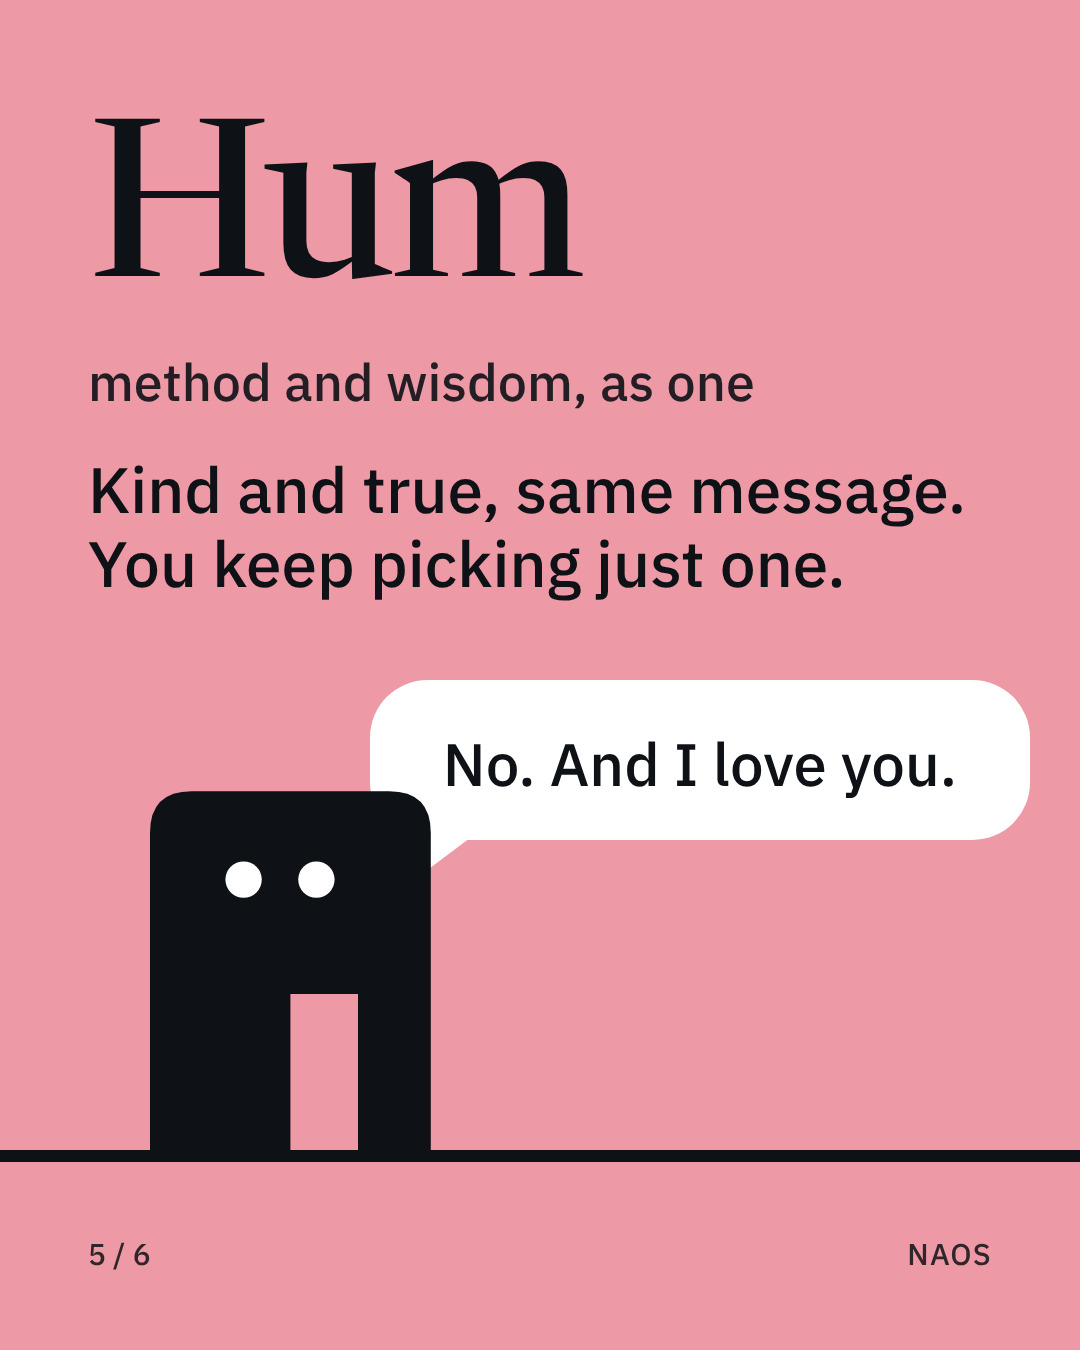 Hum
method and wisdom, as one
Kind and true, same message.
You keep picking just one.
No. And I love you.
5 / 6
NAOS